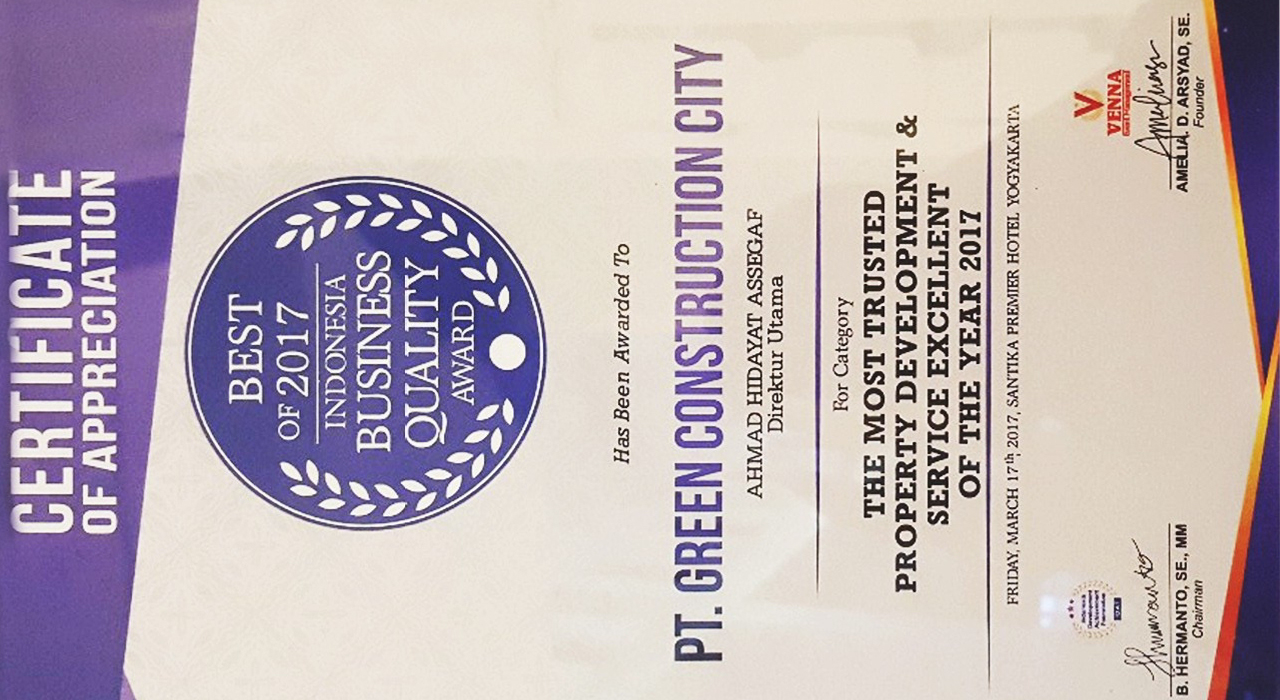 CERTIFICATE
OF APPRECIATION
BEST
OF 2017
INDONESIA
BUSINESS
QUALITY
AWARD
Has Been Awarded To
PT. GREEN CONSTRUCTION CITY
AHMAD HIDAYAT ASSEGAF
Direktur Utama
For Category
THE MOST TRUSTED
PROPERTY DEVELOPMENT &
SERVICE EXCELLENT
OF THE YEAR 2017
FRIDAY, MARCH 17th, 2017, SANTIKA PREMIER HOTEL YOGYAKARTA
B. HERMANTO, SE., MM
Chairman
VENNA
AMELIA. D. ARSYAD, SE.
Founder